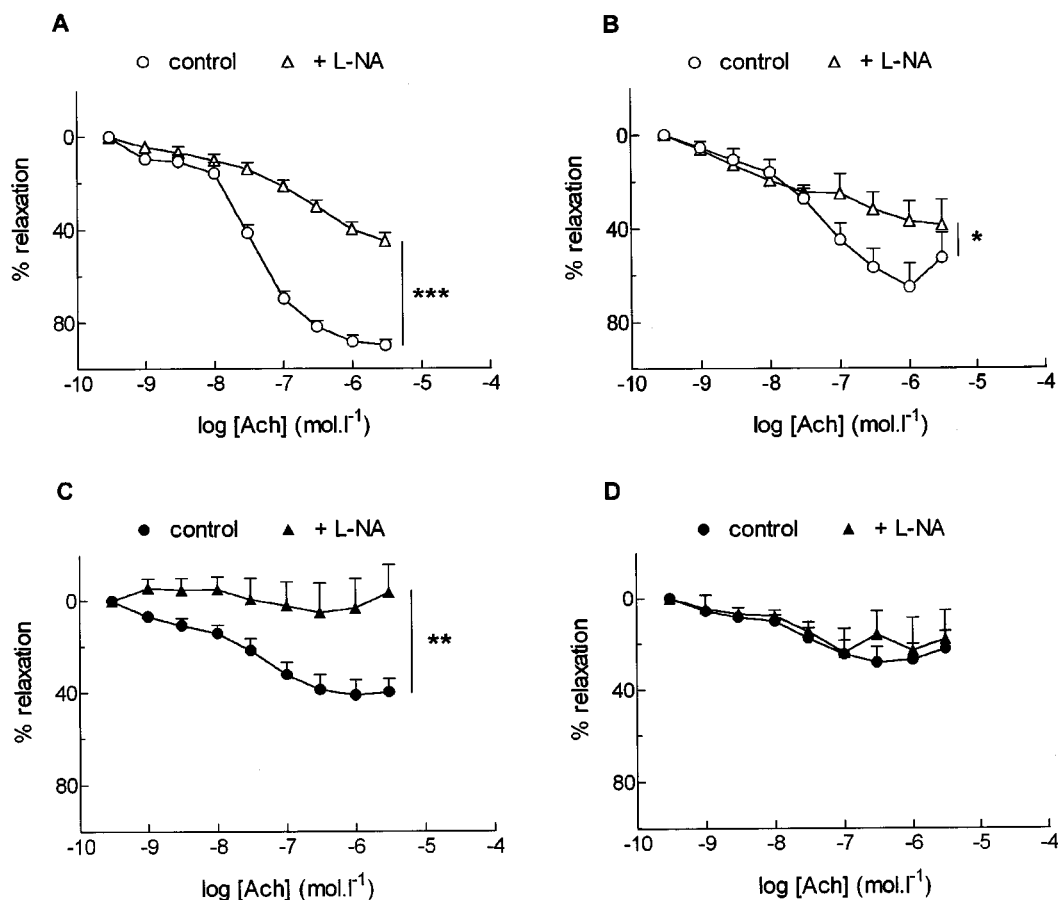 A
B
○ control △ + L-NA
○ control △ + L-NA
% relaxation
0
40
80
***
-10 -9 -8 -7 -6 -5 -4
log [Ach] (mol.l⁻¹)
% relaxation
0
40
80
*
-10 -9 -8 -7 -6 -5 -4
log [Ach] (mol.l⁻¹)
C
D
● control ▲ + L-NA
● control ▲ + L-NA
% relaxation
0
40
80
**
-10 -9 -8 -7 -6 -5 -4
log [Ach] (mol.l⁻¹)
% relaxation
0
40
80
-10 -9 -8 -7 -6 -5 -4
log [Ach] (mol.l⁻¹)